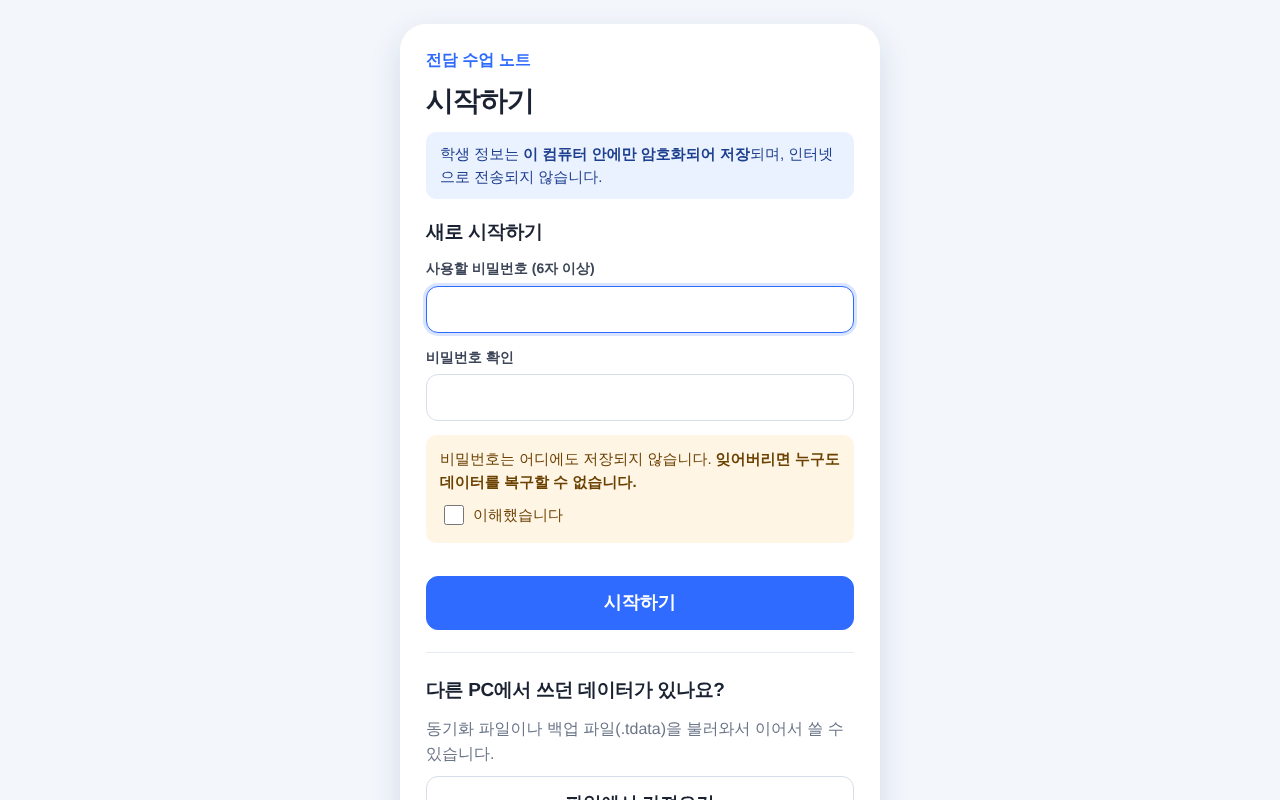 전담 수업 노트
시작하기
학생 정보는 이 컴퓨터 안에만 암호화되어 저장되며, 인터넷
으로 전송되지 않습니다.
새로 시작하기
사용할 비밀번호 (6자 이상)
비밀번호 확인
비밀번호는 어디에도 저장되지 않습니다. 잊어버리면 누구도
데이터를 복구할 수 없습니다.
이해했습니다
시작하기
다른 PC에서 쓰던 데이터가 있나요?
동기화 파일이나 백업 파일(.tdata)을 불러와서 이어서 쓸 수
있습니다.
파일에서 가져오기